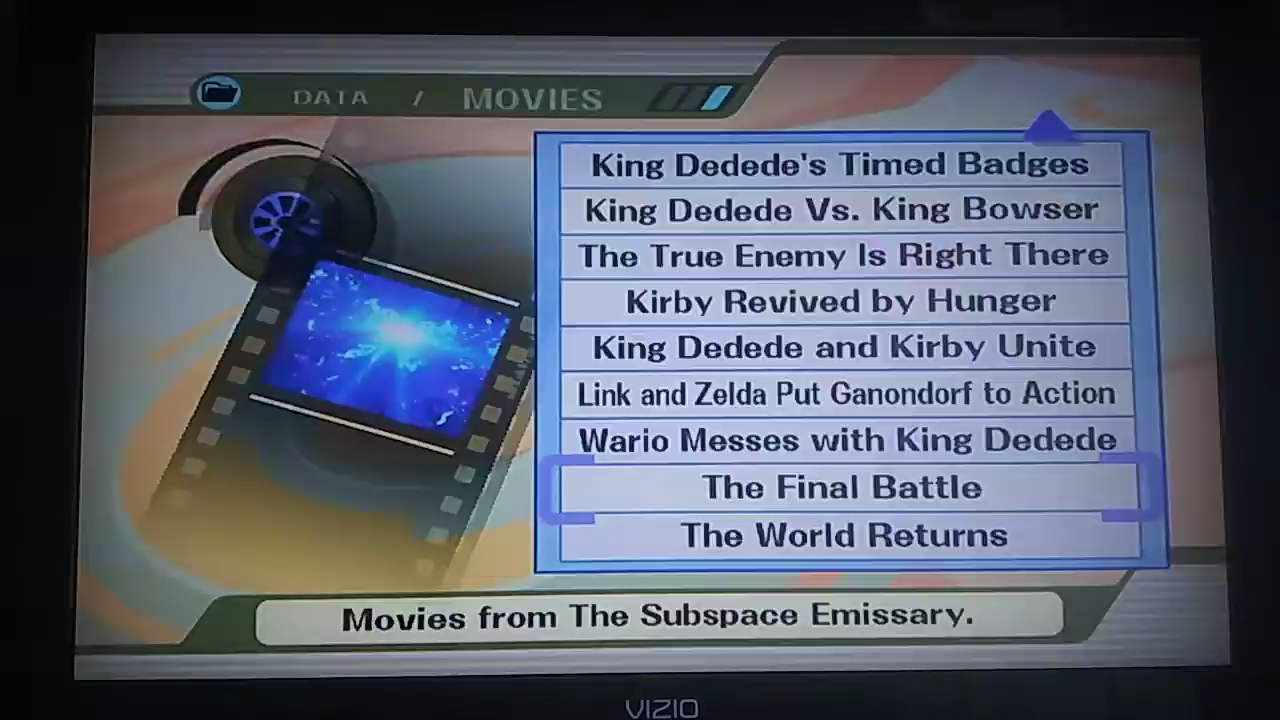 DATA / MOVIES
King Dedede's Timed Badges
King Dedede Vs. King Bowser
The True Enemy Is Right There
Kirby Revived by Hunger
King Dedede and Kirby Unite
Link and Zelda Put Ganondorf to Action
Wario Messes with King Dedede
The Final Battle
The World Returns
Movies from The Subspace Emissary.
VIZIO